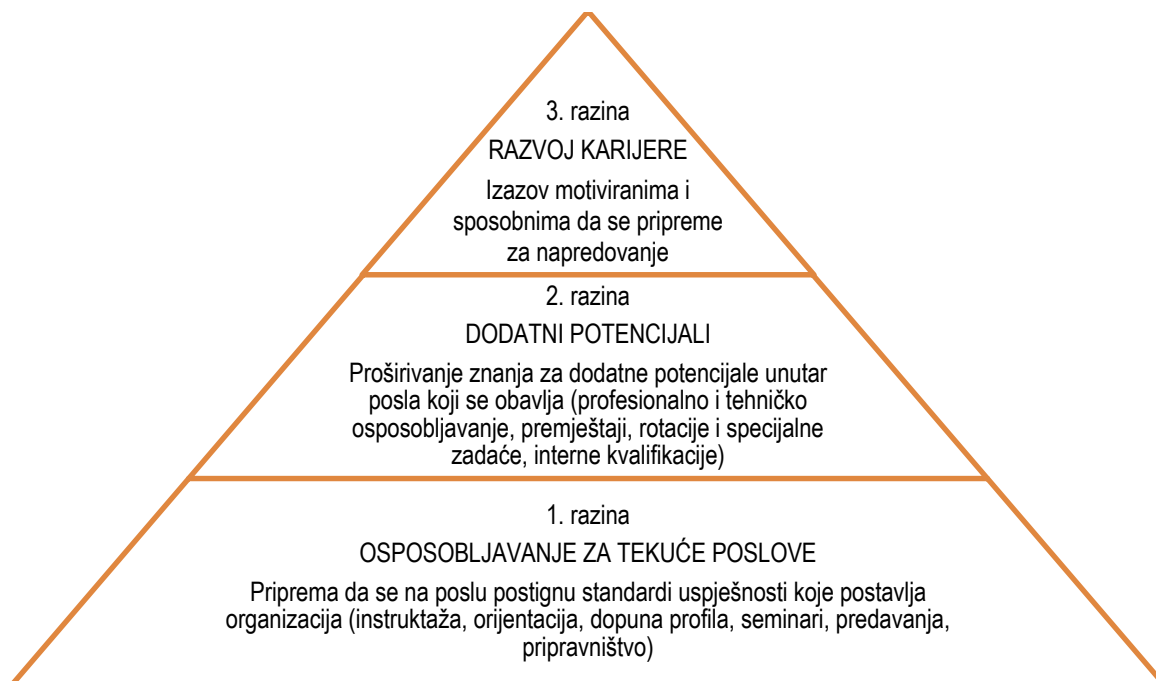 3. razina
RAZVOJ KARIJERE
Izazov motiviranima i
sposobnima da se pripreme
za napredovanje
2. razina
DODATNI POTENCIJALI
Proširivanje znanja za dodatne potencijale unutar
posla koji se obavlja (profesionalno i tehničko
osposobljavanje, premještaji, rotacije i specijalne
zadaće, interne kvalifikacije)
1. razina
OSPOSOBLJAVANJE ZA TEKUĆE POSLOVE
Priprema da se na poslu postignu standardi uspješnosti koje postavlja
organizacija (instruktaža, orijentacija, dopuna profila, seminari, predavanja,
pripravništvo)